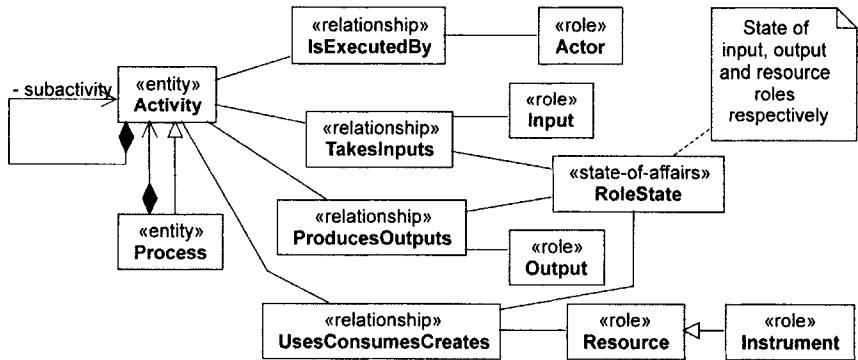 «relationship»
IsExecutedBy
«role»
Actor
State of
input, output
and resource
roles
respectively
- subactivity
«entity»
Activity
«role»
Input
«relationship»
TakesInputs
«state-of-affairs»
RoleState
«relationship»
ProducesOutputs
«entity»
Process
«role»
Output
«relationship»
UsesConsumesCreates
«role»
Resource
«role»
Instrument